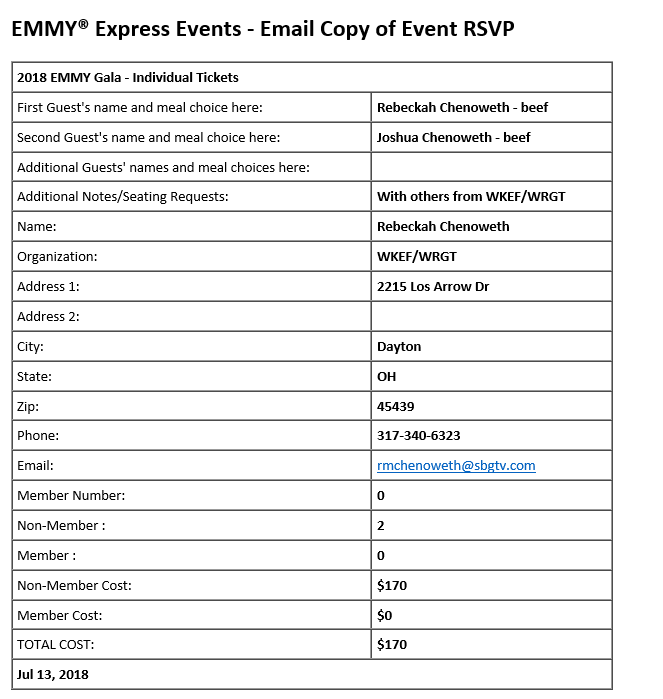 EMMY® Express Events - Email Copy of Event RSVP
2018 EMMY Gala - Individual Tickets
First Guest's name and meal choice here: Rebeckah Chenoweth - beef
Second Guest's name and meal choice here: Joshua Chenoweth - beef
Additional Guests' names and meal choices here:
Additional Notes/Seating Requests: With others from WKEF/WRGT
Name: Rebeckah Chenoweth
Organization: WKEF/WRGT
Address 1: 2215 Los Arrow Dr
Address 2:
City: Dayton
State: OH
Zip: 45439
Phone: 317-340-6323
Email: rmchenoweth@sbgtv.com
Member Number: 0
Non-Member : 2
Member : 0
Non-Member Cost: $170
Member Cost: $0
TOTAL COST: $170
Jul 13, 2018